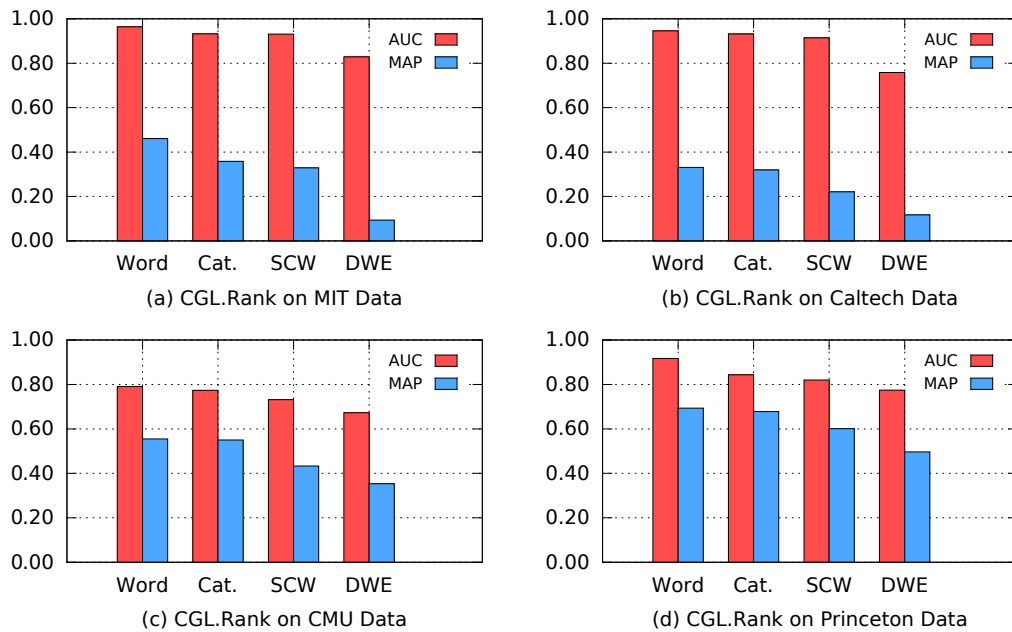 1.00
0.80
0.60
0.40
0.20
0.00
AUC
MAP
Word Cat. SCW DWE
(a) CGL.Rank on MIT Data
1.00
0.80
0.60
0.40
0.20
0.00
AUC
MAP
Word Cat. SCW DWE
(b) CGL.Rank on Caltech Data
1.00
0.80
0.60
0.40
0.20
0.00
AUC
MAP
Word Cat. SCW DWE
(c) CGL.Rank on CMU Data
1.00
0.80
0.60
0.40
0.20
0.00
AUC
MAP
Word Cat. SCW DWE
(d) CGL.Rank on Princeton Data